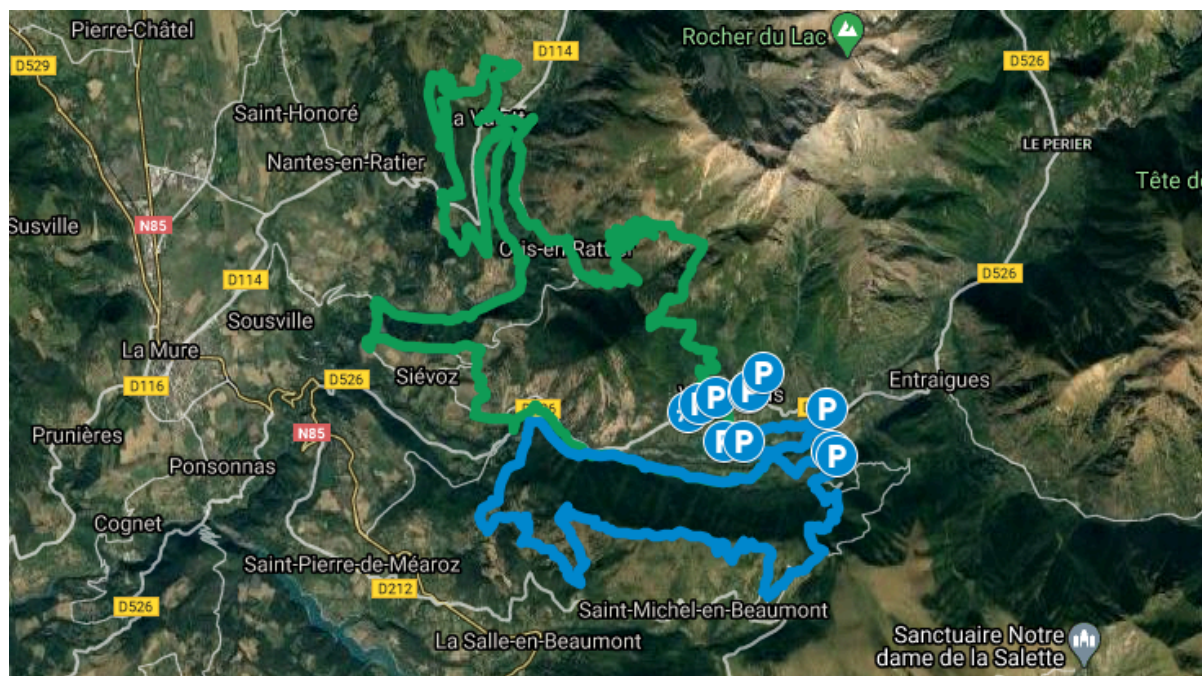 Pierre-Châtel
Rocher du Lac
D114
D526
D529
Saint-Honoré
LE PERIER
Nantes-en-Ratier
Tête de
Susville
N85
D526
D114
Sousville
La Mure
Siévoz
D526
D116
Entraigues
P
P
P
P
Prunières
N85
Ponsonnas
P
P
P
Cognet
Saint-Pierre-de-Méaroz
D212
D526
Saint-Michel-en-Beaumont
La Salle-en-Beaumont
Sanctuaire Notre
dame de la Salette